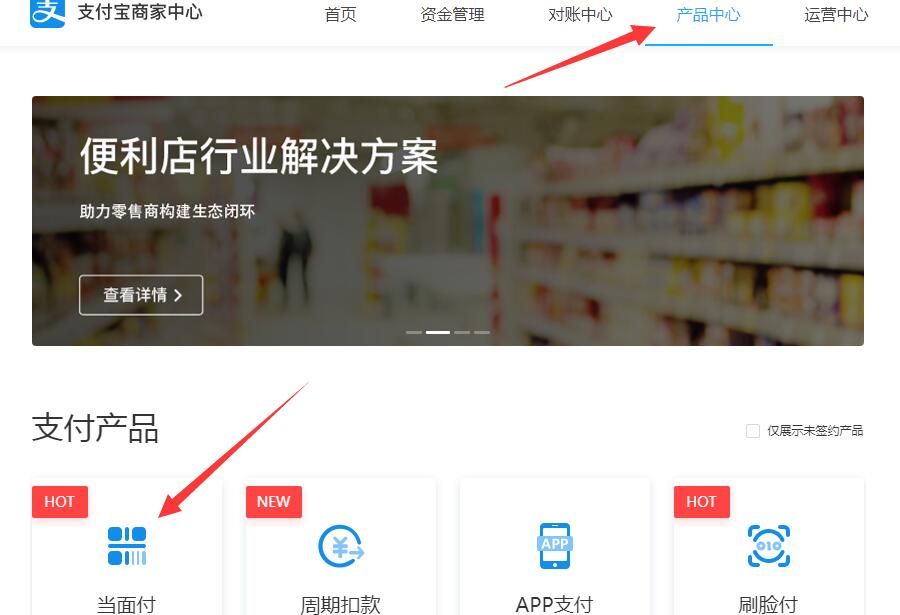 支 支付宝商家中心 首页 资金管理 对账中心 产品中心 运营中心
便利店行业解决方案
助力零售商构建生态闭环
查看详情
支付产品
仅展示未签约产品
HOT NEW HOT
APP 010
当面付 周期扣款 APP支付 刷脸付